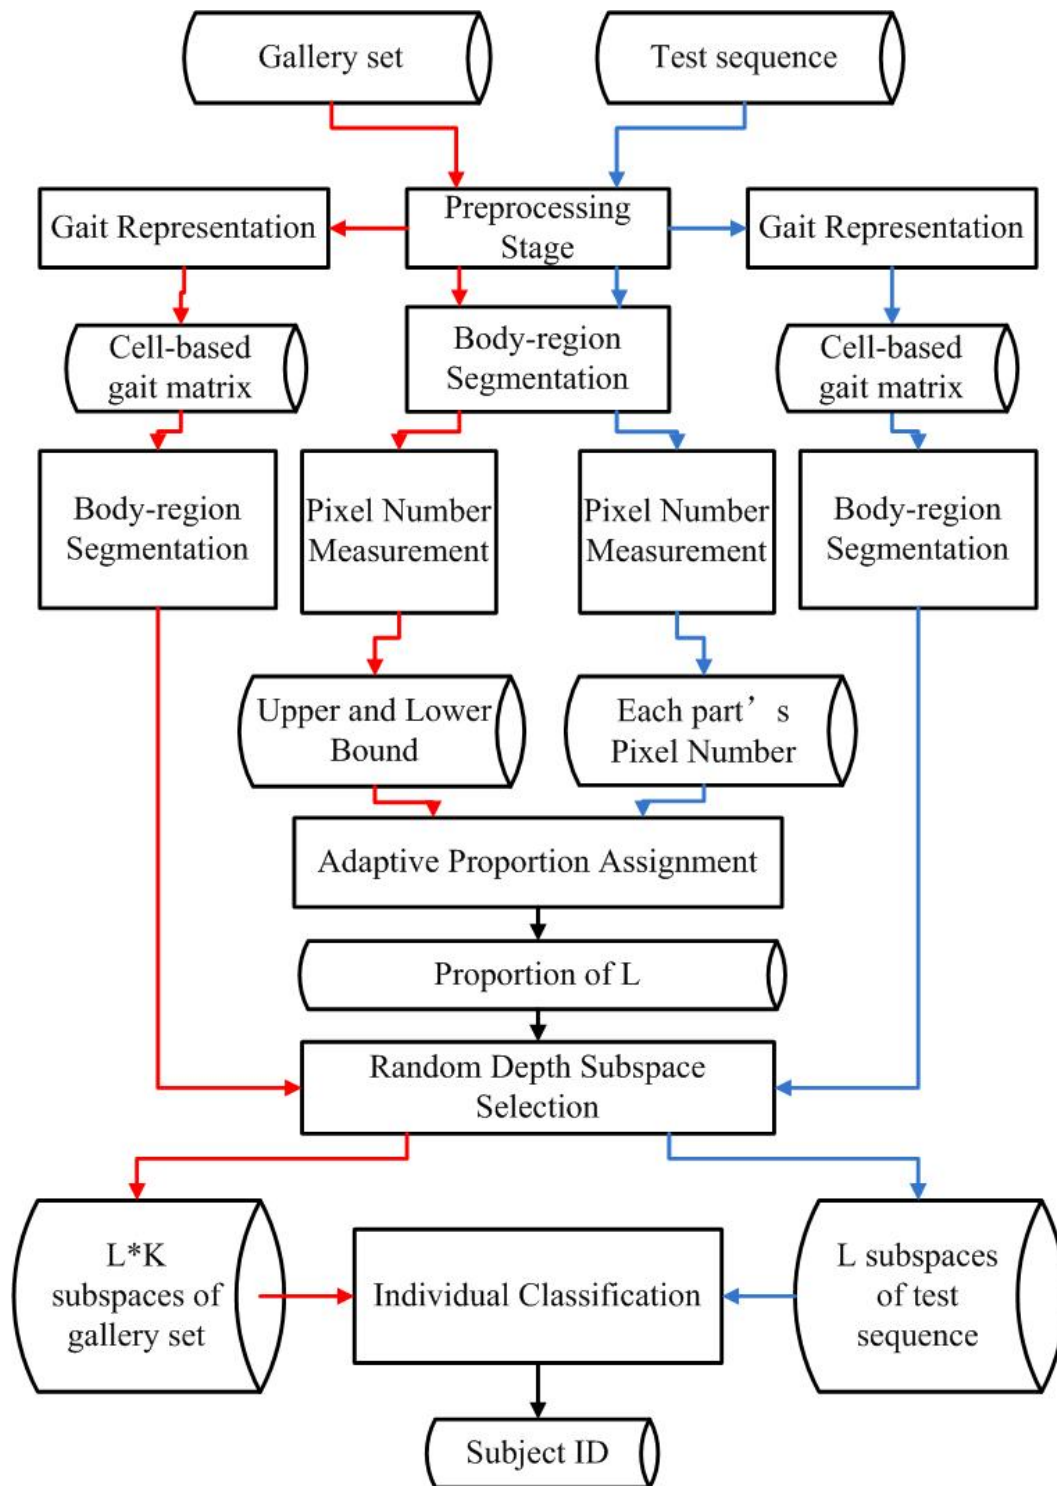 Gallery set
Test sequence
Gait Representation
Preprocessing
Stage
Gait Representation
Cell-based
gait matrix
Body-region
Segmentation
Cell-based
gait matrix
Body-region
Segmentation
Pixel Number
Measurement
Pixel Number
Measurement
Body-region
Segmentation
Upper and Lower
Bound
Each part’s
Pixel Number
Adaptive Proportion Assignment
Proportion of L
Random Depth Subspace
Selection
L*K
subspaces of
gallery set
Individual Classification
L subspaces
of test
sequence
Subject ID